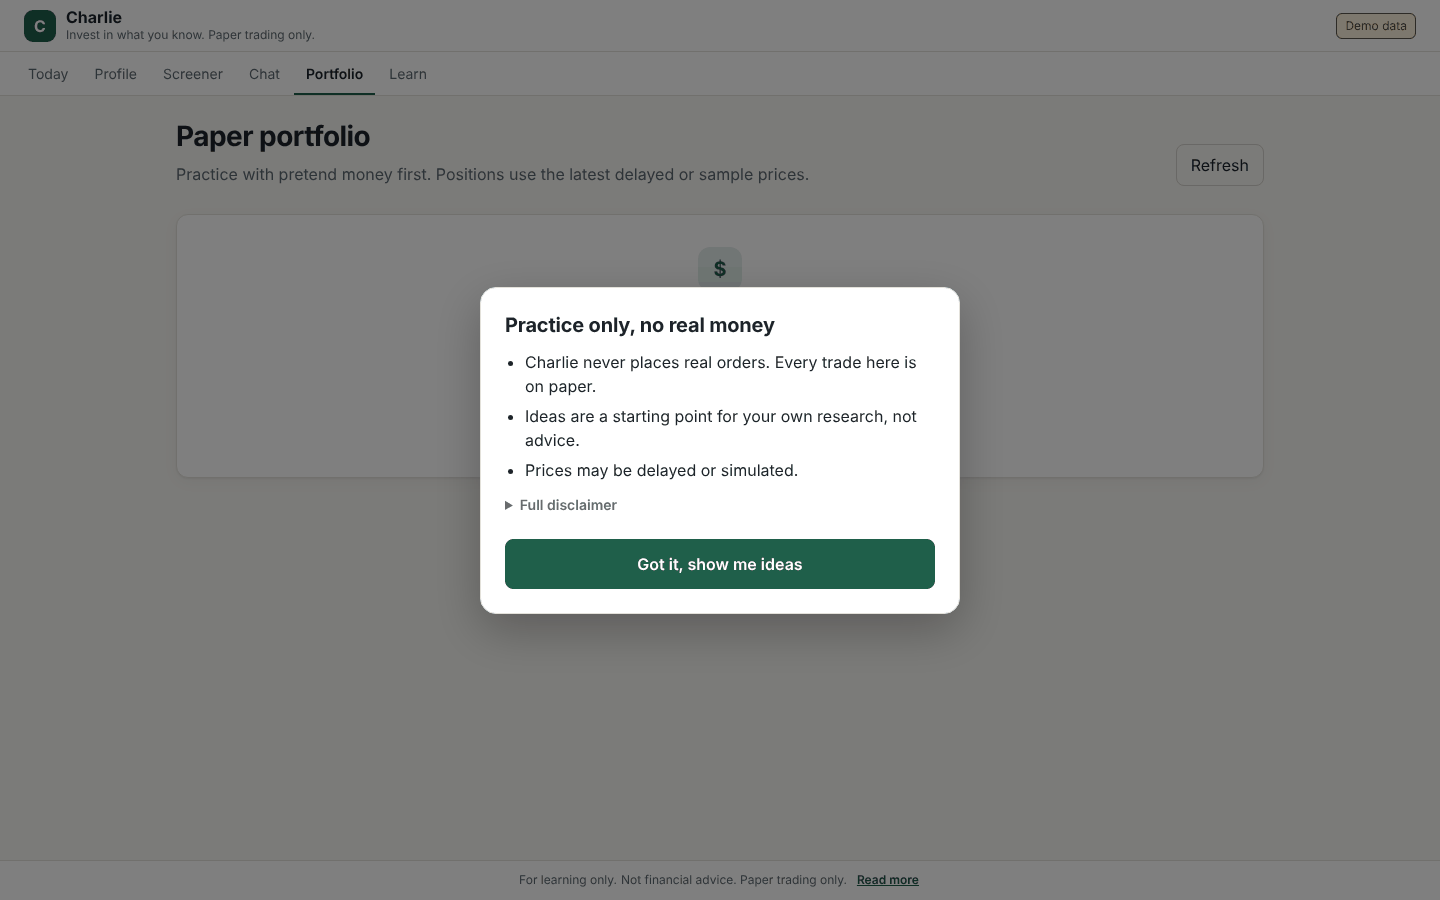 C
Charlie
Invest in what you know. Paper trading only.
Demo data
Today
Profile
Screener
Chat
Portfolio
Learn
Paper portfolio
Practice with pretend money first. Positions use the latest delayed or sample prices.
Refresh
$
Practice only, no real money
• Charlie never places real orders. Every trade here is
on paper.
• Ideas are a starting point for your own research, not
advice.
• Prices may be delayed or simulated.
Full disclaimer
Got it, show me ideas
For learning only. Not financial advice. Paper trading only. Read more